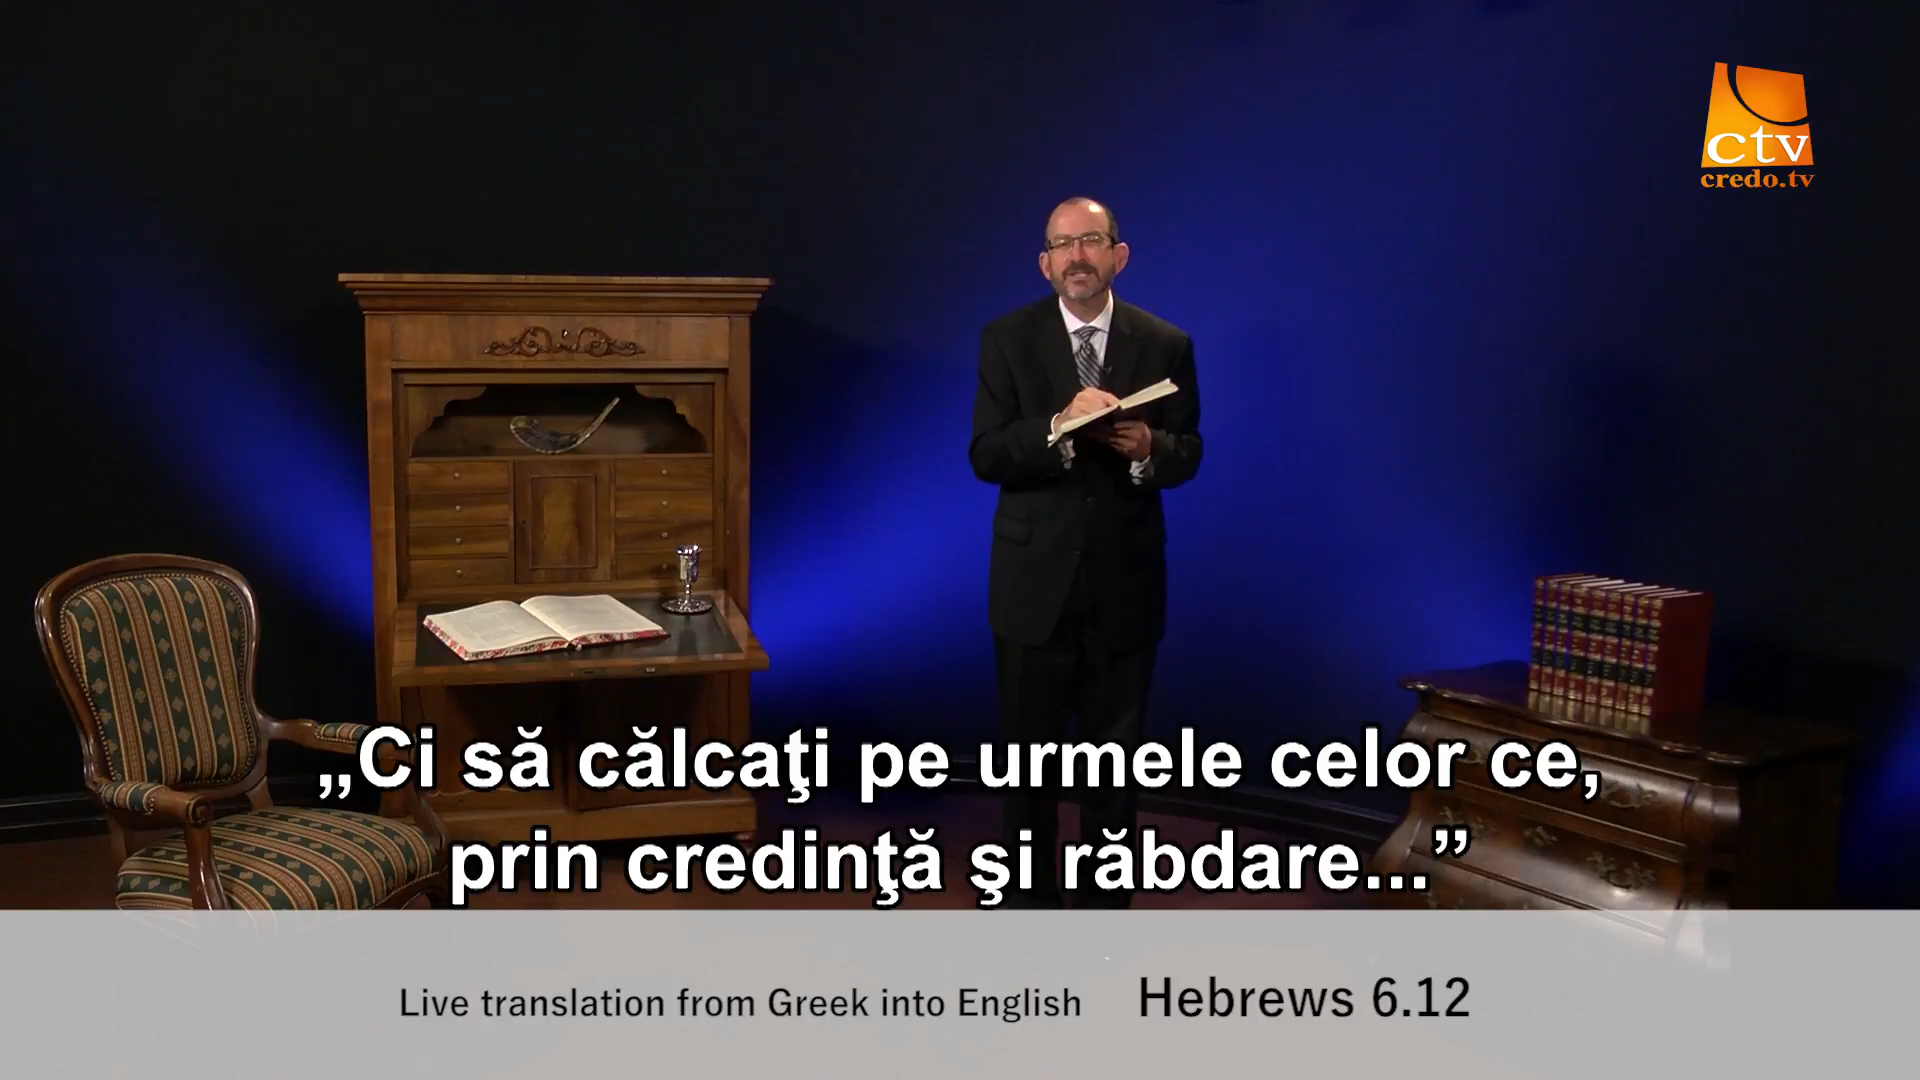 ctv
credo.tv
„Ci să călcaţi pe urmele celor ce,
prin credinţă şi răbdare...”
Live translation from Greek into English Hebrews 6.12